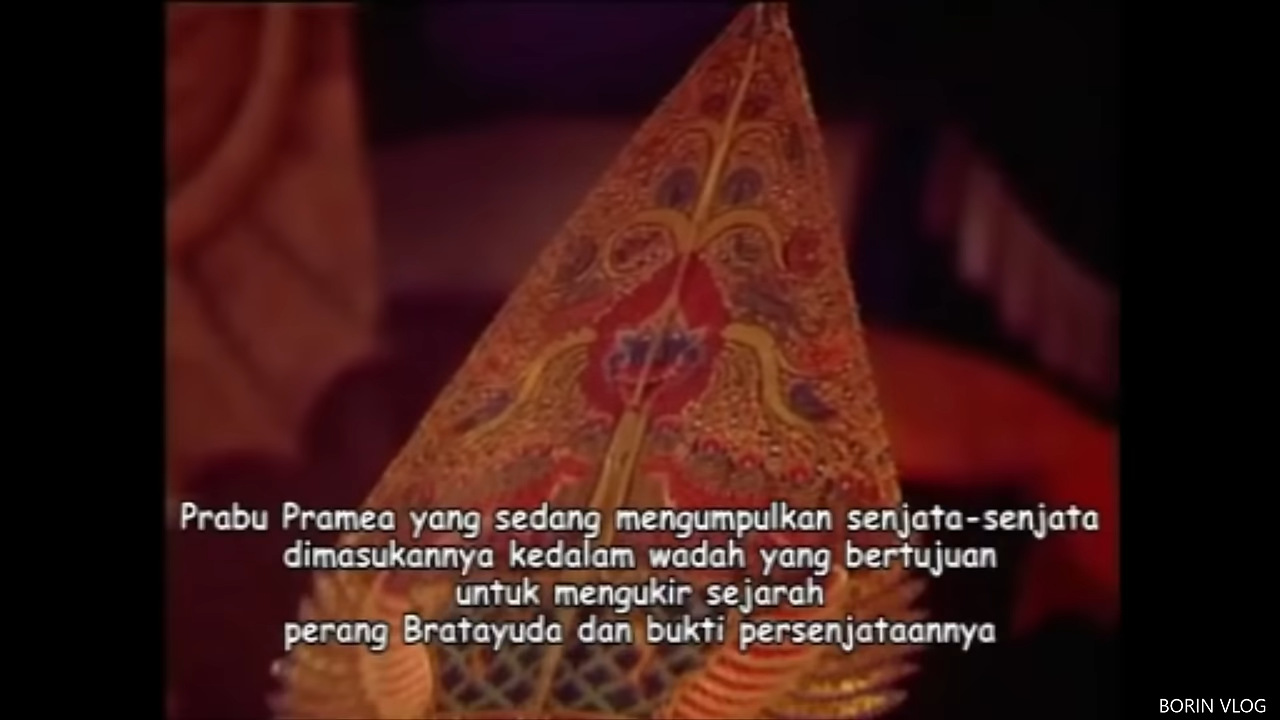 Prabu Pramea yang sedang mengumpulkan senjata-senjata
dimasukannya kedalam wadah yang bertujuan
untuk mengukir sejarah
perang Bratayuda dan bukti persenjataannya
BORIN VLOG